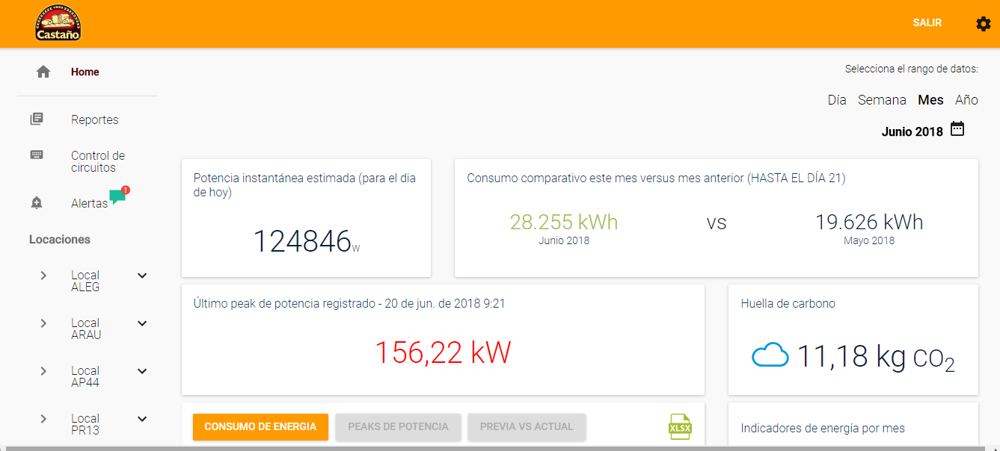 Castaño
SALIR
Home
Reportes
Control de
circuitos
Alertas
!
Locaciones
Local
ALEG
Local
ARAU
Local
AP44
Local
PR13
Selecciona el rango de datos:
Día Semana Mes Año
Junio 2018
Potencia instantánea estimada (para el dia
de hoy)
124846W
Consumo comparativo este mes versus mes anterior (HASTA EL DÍA 21)
28.255 kWh vs 19.626 kWh
Junio 2018 Mayo 2018
Último peak de potencia registrado - 20 de jun. de 2018 9:21
156,22 kW
Huella de carbono
11,18 kg CO2
CONSUMO DE ENERGIA PEAKS DE POTENCIA PREVIA VS ACTUAL XLSX
Indicadores de energía por mes